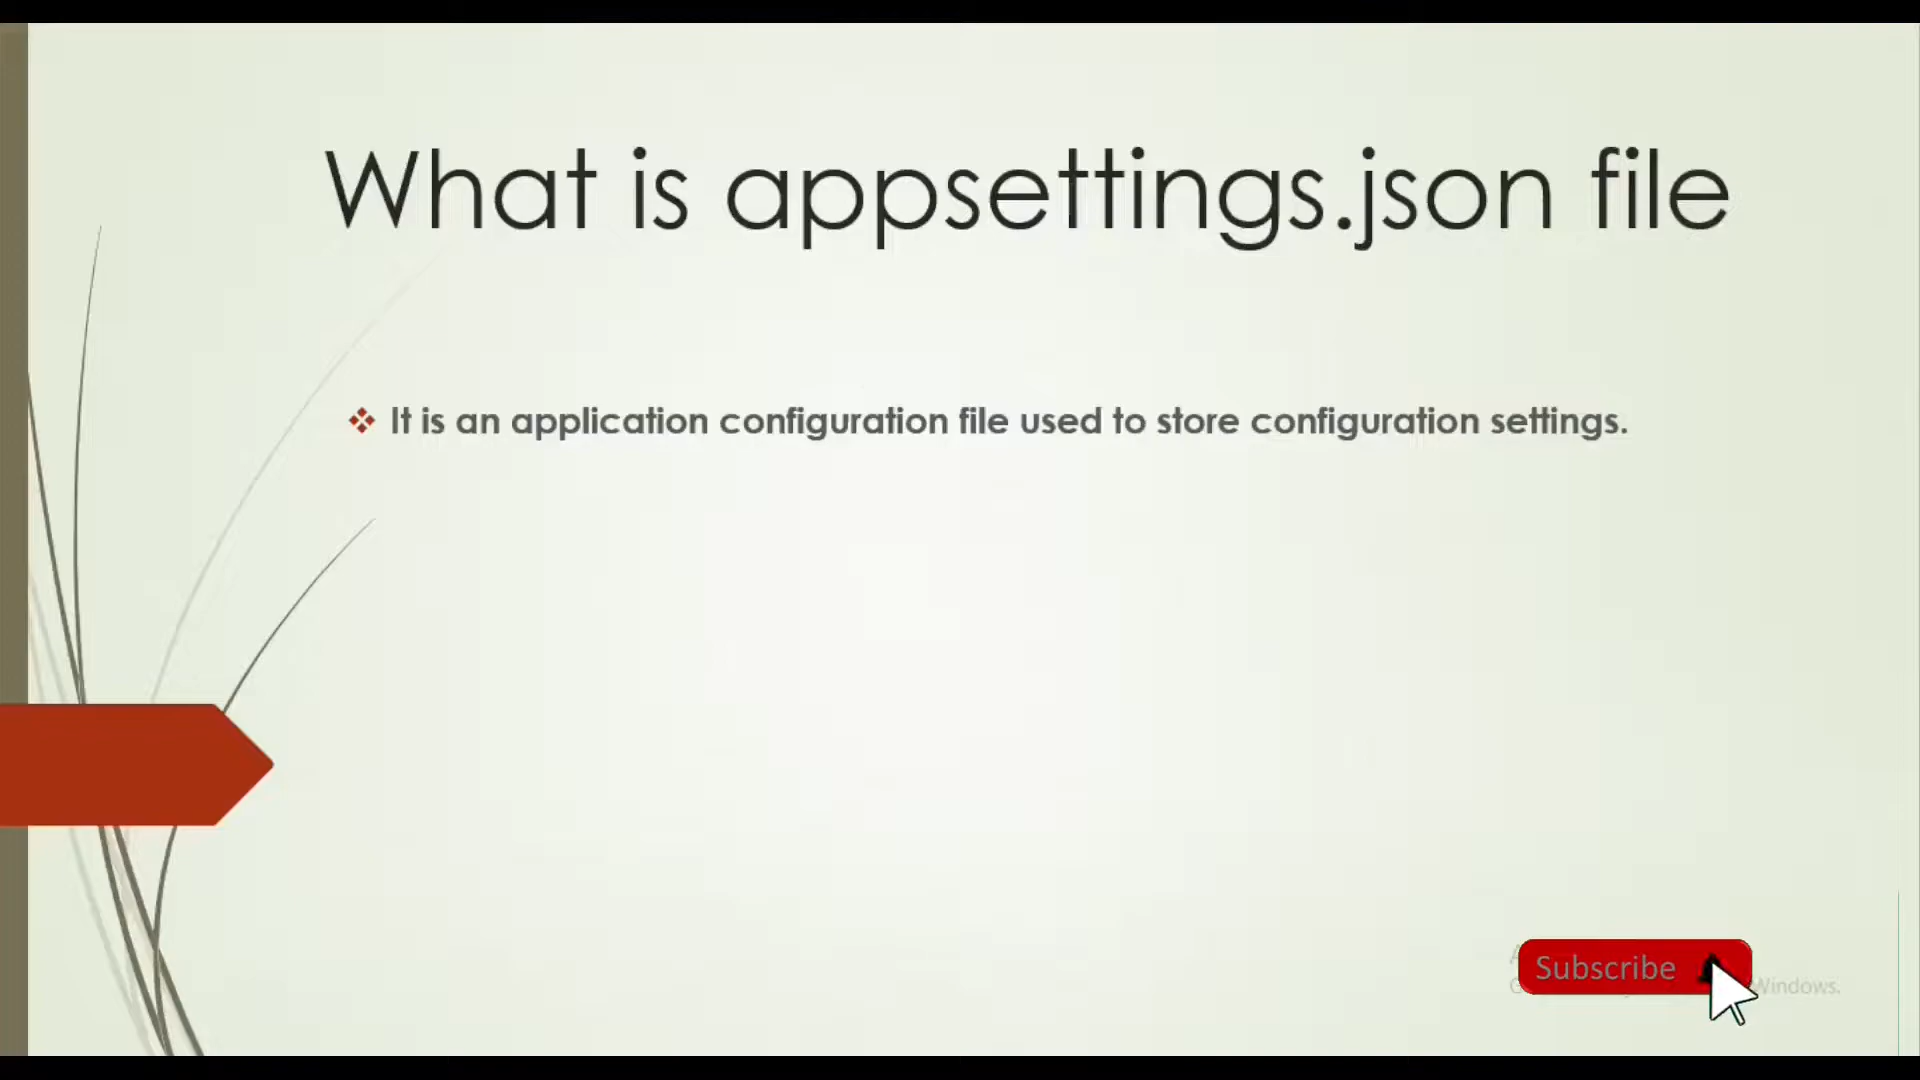 What is appsettings.json file
It is an application configuration file used to store configuration settings.
Subscribe
Windows.